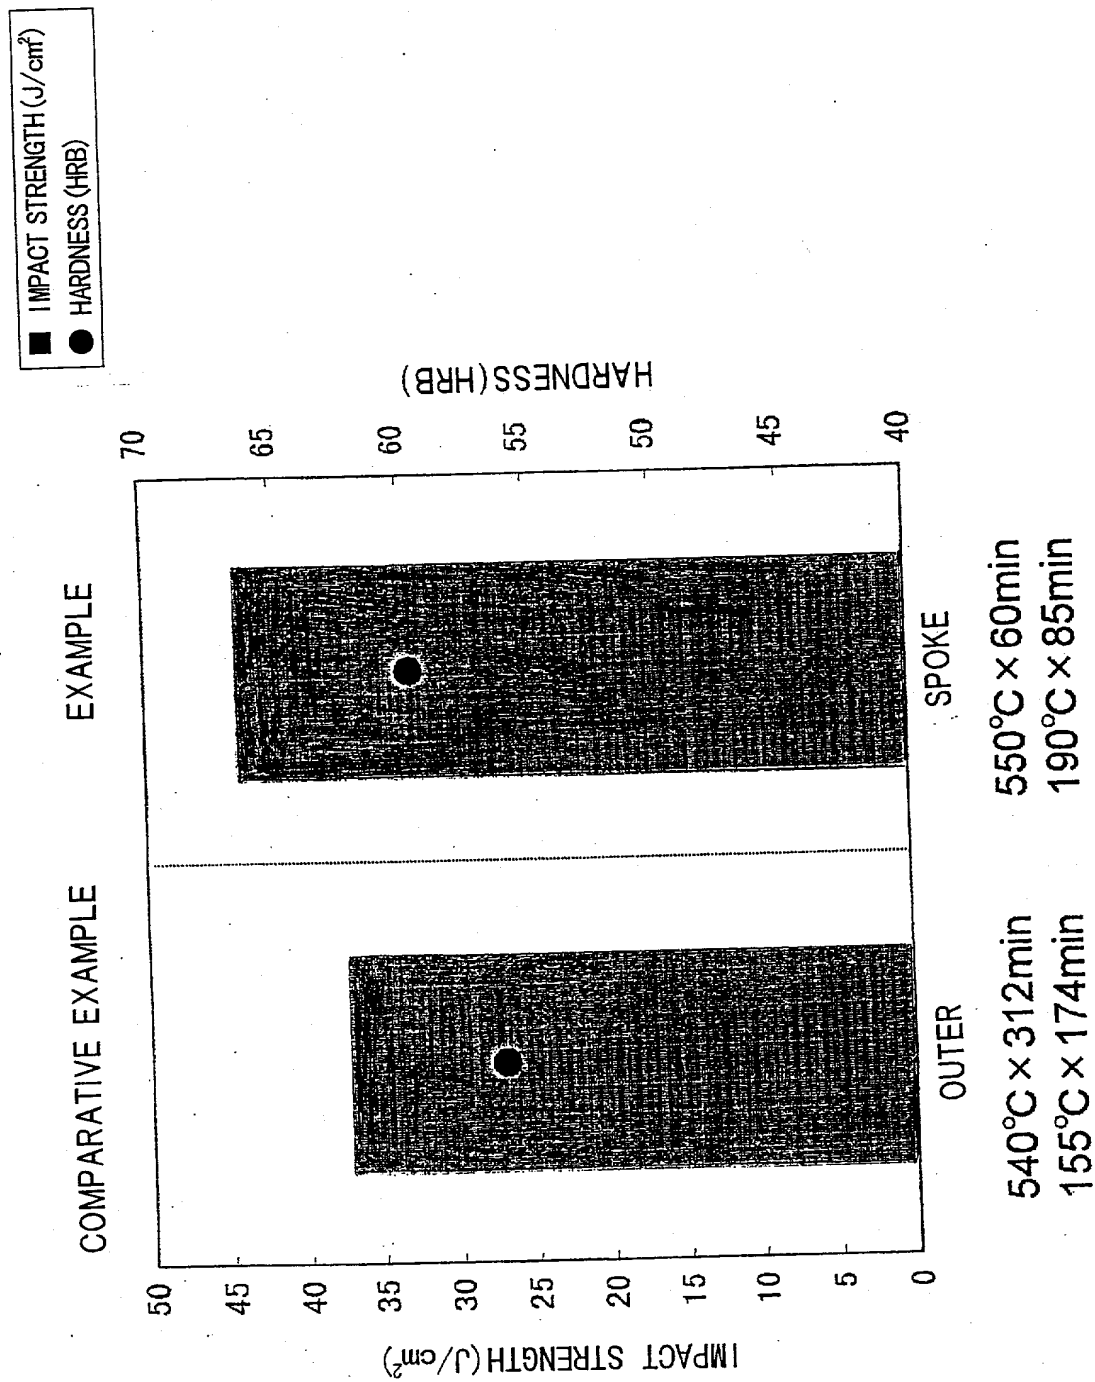 ■ IMPACT STRENGTH(J/cm²)
● HARDNESS(HRB)
COMPARATIVE EXAMPLE
EXAMPLE
IMPACT STRENGTH(J/cm²)
50
45
40
35
30
25
20
15
10
5
0
HARDNESS(HRB)
70
65
60
55
50
45
40
OUTER
SPOKE
540℃×312min
155℃×174min
550℃×60min
190℃×85min